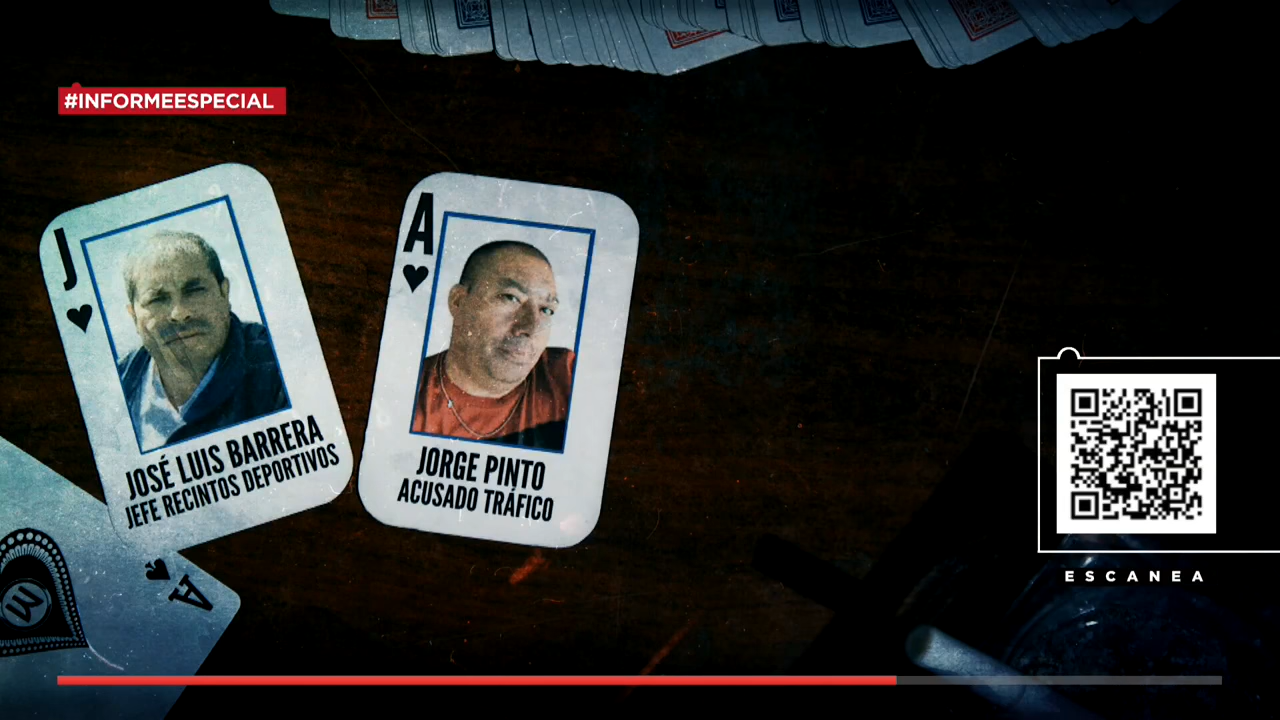 #INFORMEESPECIAL
J
JOSÉ LUIS BARRERA
JEFE RECINTOS DEPORTIVOS
A
JORGE PINTO
ACUSADO TRÁFICO
A
ESCANEA